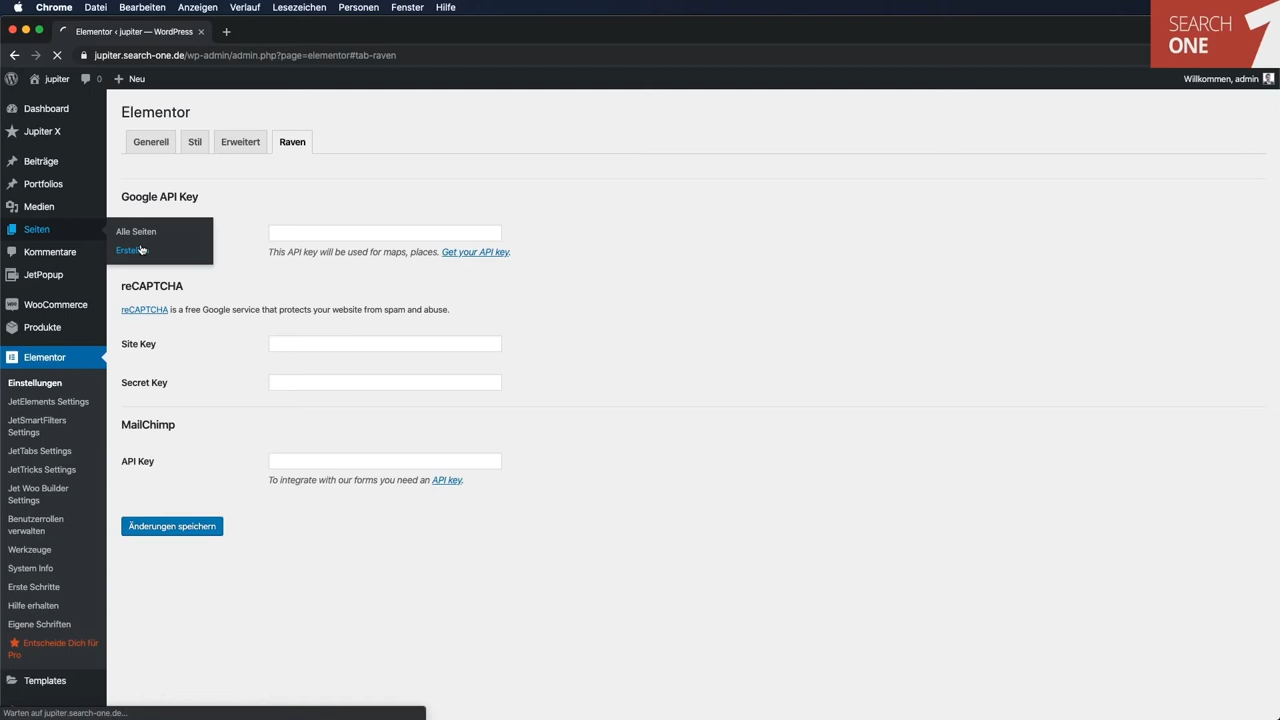 Chrome Datei Bearbeiten Anzeigen Verlauf Lesezeichen Personen Fenster Hilfe
SEARCH
ONE
Elementor ‹ jupiter — WordPress
jupiter.search-one.de/wp-admin/admin.php?page=elementor#tab-raven
jupiter 0 Neu Willkommen, admin
Dashboard
Jupiter X
Beiträge
Portfolios
Medien
Seiten
Kommentare
JetPopup
WooCommerce
Produkte
Elementor
Einstellungen
JetElements Settings
JetSmartFilters
Settings
JetTabs Settings
JetTricks Settings
Jet Woo Builder
Settings
Benutzerrollen
verwalten
Werkzeuge
System Info
Erste Schritte
Hilfe erhalten
Eigene Schriften
Entscheide Dich für
Pro
Templates
Alle Seiten
Elementor
Generell Stil Erweitert Raven
Google API Key
This API key will be used for maps, places. Get your API key.
reCAPTCHA
reCAPTCHA is a free Google service that protects your website from spam and abuse.
Site Key
Secret Key
MailChimp
API Key
To integrate with our forms you need an API key.
Änderungen speichern
Warten auf jupiter.search-one.de...